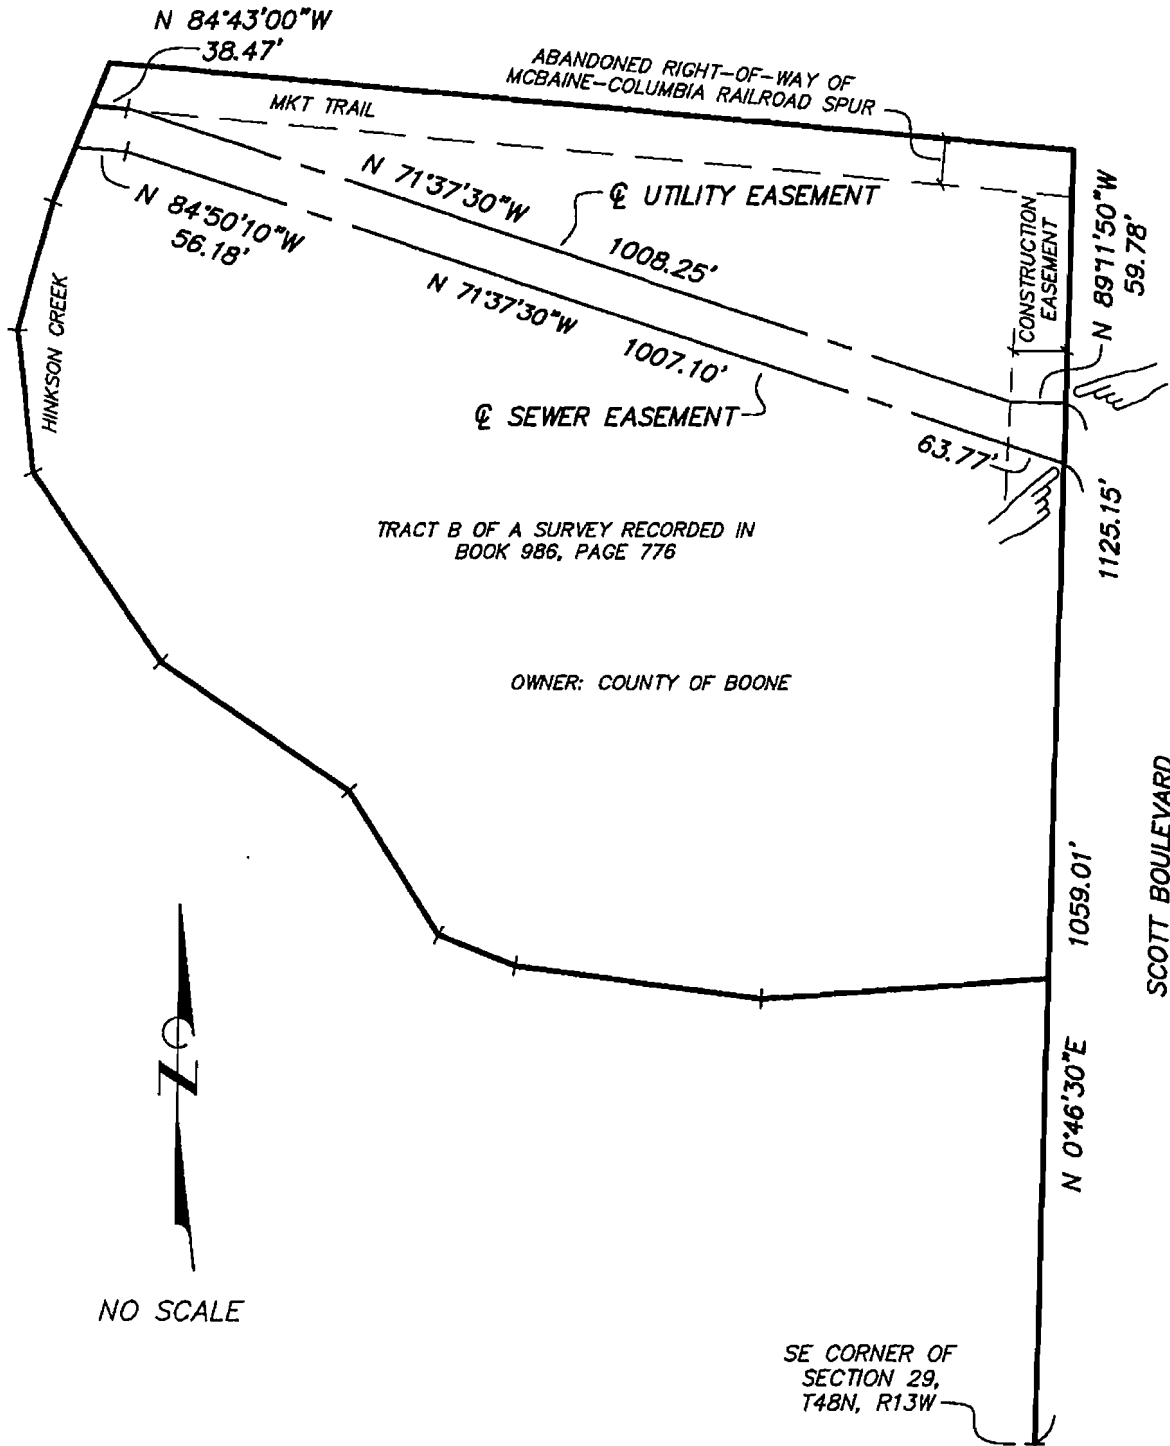 N 84°43'00"W
38.47'
ABANDONED RIGHT-OF-WAY OF
MCBAINE-COLUMBIA RAILROAD SPUR
MKT TRAIL
N 71°37'30"W
℄ UTILITY EASEMENT
1008.25'
N 84°50'10"W
56.18'
N 71°37'30"W
1007.10'
CONSTRUCTION
EASEMENT
N 89°11'50"W
59.78'
HINKSON CREEK
℄ SEWER EASEMENT
63.77'
1125.15'
TRACT B OF A SURVEY RECORDED IN
BOOK 986, PAGE 776
OWNER: COUNTY OF BOONE
SCOTT BOULEVARD
1059.01'
N 0°46'30"E
N
NO SCALE
SE CORNER OF
SECTION 29,
T48N, R13W